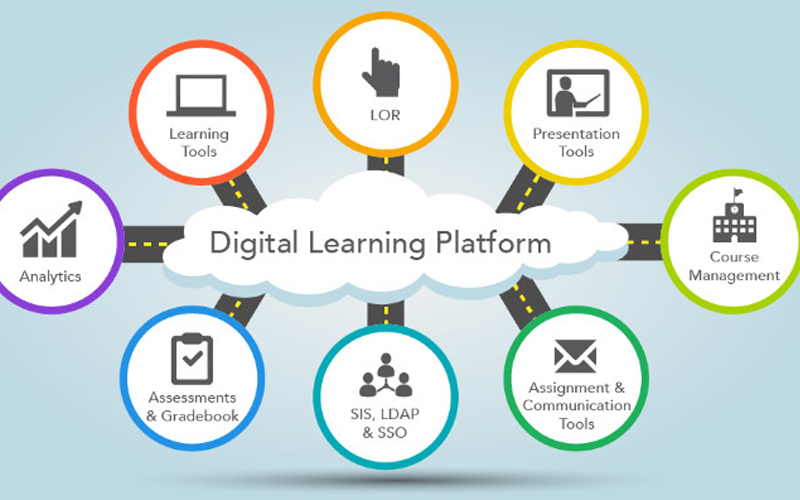 LOR
Learning
Tools
Presentation
Tools
Digital Learning Platform
Analytics
Course
Management
Assessments
& Gradebook
SIS, LDAP
& SSO
Assignment &
Communication
Tools